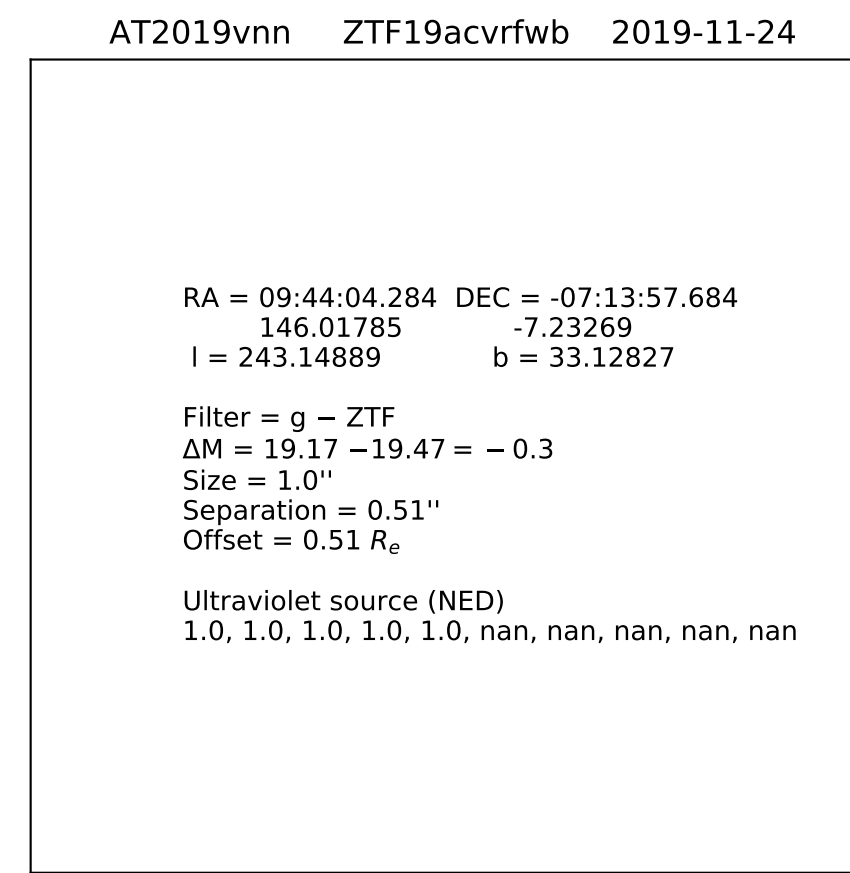 AT2019vnn ZTF19acvrfwb 2019-11-24
RA = 09:44:04.284 DEC = -07:13:57.684
146.01785 -7.23269
l = 243.14889 b = 33.12827
Filter = g − ZTF
ΔM = 19.17 −19.47 = − 0.3
Size = 1.0''
Separation = 0.51''
Offset = 0.51 Re
Ultraviolet source (NED)
1.0, 1.0, 1.0, 1.0, 1.0, nan, nan, nan, nan, nan